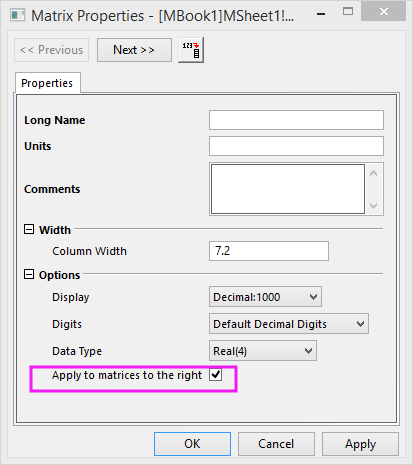 Matrix Properties - [MBook1]MSheet1!...
<< Previous Next >>
Properties
Long Name
Units
Comments
Width
Column Width 7.2
Options
Display Decimal:1000
Digits Default Decimal Digits
Data Type Real(4)
Apply to matrices to the right
OK Cancel Apply